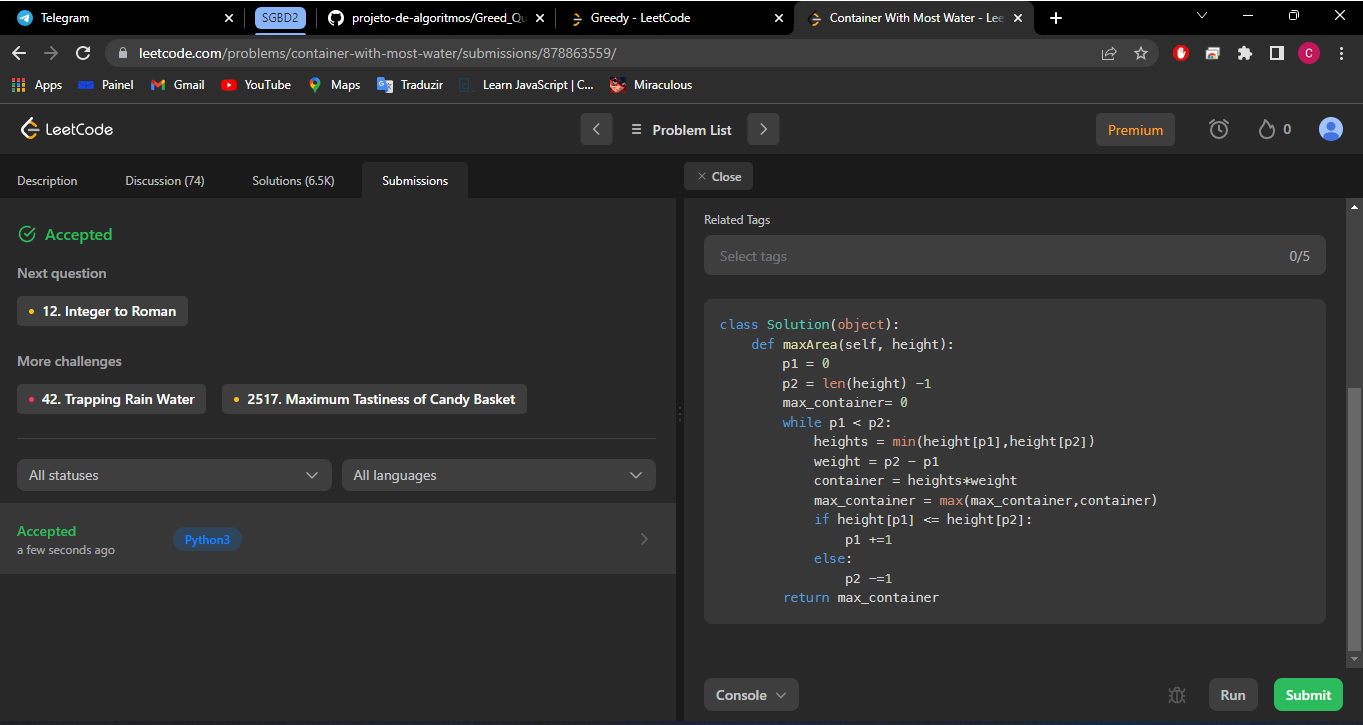 Telegram
SGBD2
projeto-de-algoritmos/Greed_Qu
Greedy - LeetCode
Container With Most Water - Lee
leetcode.com/problems/container-with-most-water/submissions/878863559/
C
Apps
Painel
Gmail
YouTube
Maps
Traduzir
Learn JavaScript | C...
Miraculous
LeetCode
Problem List
Premium
0
Description
Discussion (74)
Solutions (6.5K)
Submissions
Close
Accepted
Next question
12. Integer to Roman
More challenges
42. Trapping Rain Water
2517. Maximum Tastiness of Candy Basket
All statuses
All languages
Accepted
a few seconds ago
Python3
Related Tags
Select tags
0/5
class Solution(object):
    def maxArea(self, height):
        p1 = 0
        p2 = len(height) -1
        max_container= 0
        while p1 < p2:
            heights = min(height[p1],height[p2])
            weight = p2 - p1
            container = heights*weight
            max_container = max(max_container,container)
            if height[p1] <= height[p2]:
                p1 +=1
            else:
                p2 -=1
        return max_container
Console
Run
Submit